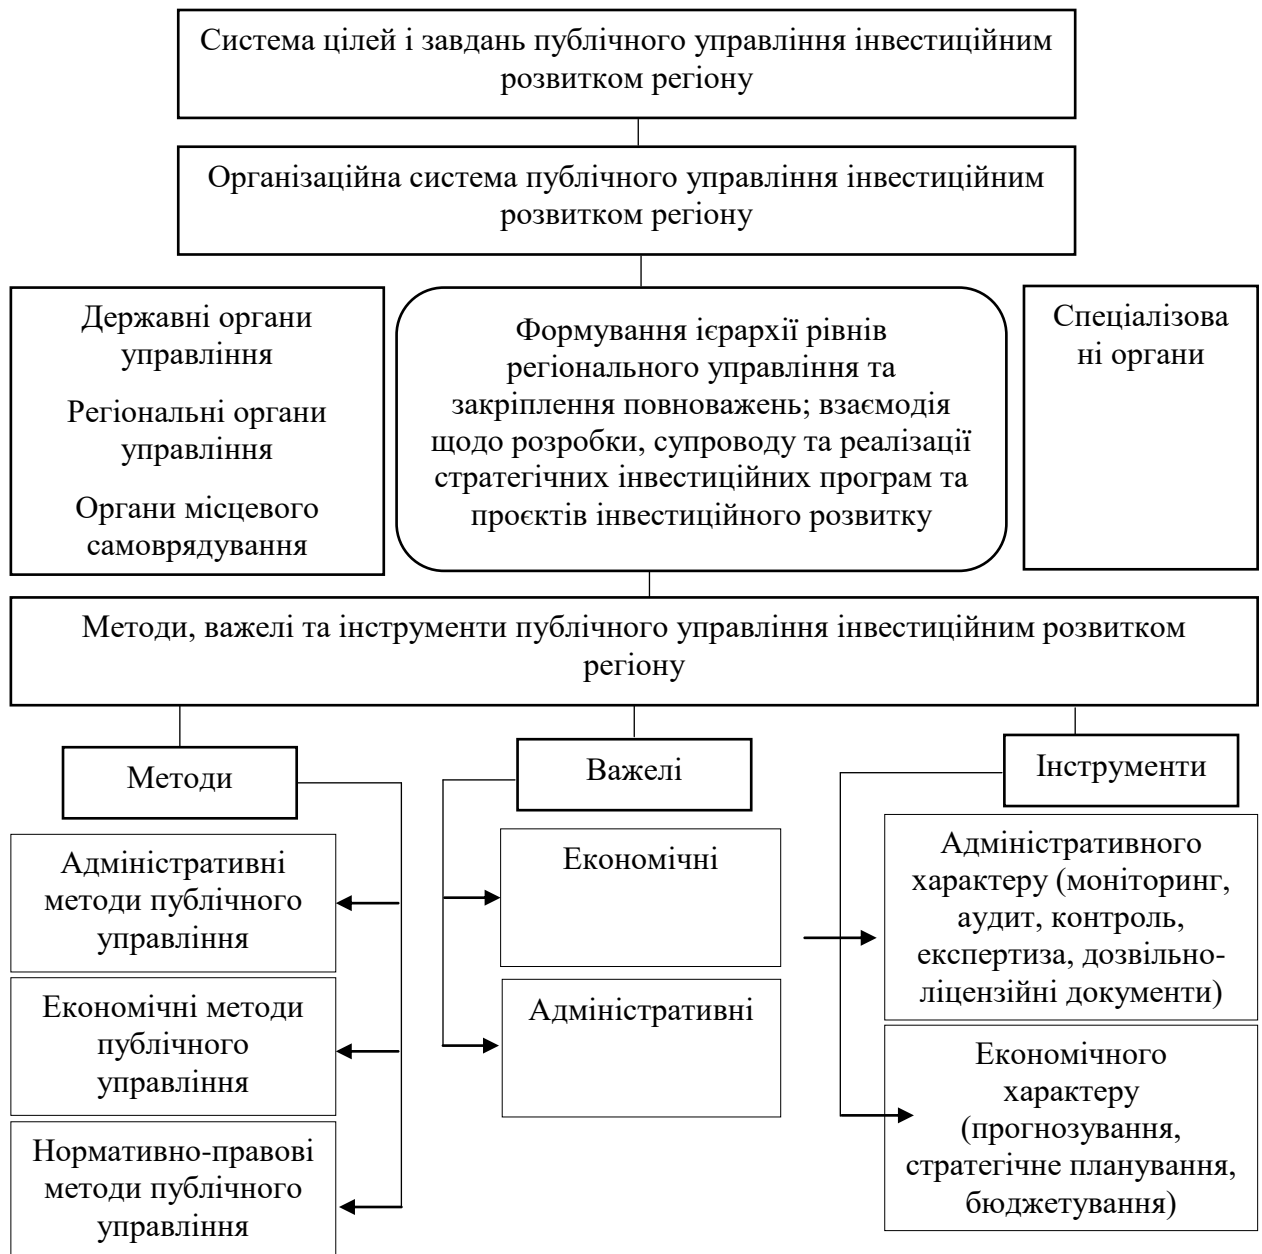 Система цілей і завдань публічного управління інвестиційним
розвитком регіону
Організаційна система публічного управління інвестиційним
розвитком регіону
Державні органи
управління
Регіональні органи
управління
Органи місцевого
самоврядування
Формування ієрархії рівнів
регіонального управління та
закріплення повноважень; взаємодія
щодо розробки, супроводу та реалізації
стратегічних інвестиційних програм та
проєктів інвестиційного розвитку
Спеціалізова
ні органи
Методи, важелі та інструменти публічного управління інвестиційним розвитком
регіону
Методи
Адміністративні
методи публічного
управління
Економічні методи
публічного
управління
Нормативно-правові
методи публічного
управління
Важелі
Економічні
Адміністративні
Інструменти
Адміністративного
характеру (моніторинг,
аудит, контроль,
експертиза, дозвільно-
ліцензійні документи)
Економічного
характеру
(прогнозування,
стратегічне планування,
бюджетування)